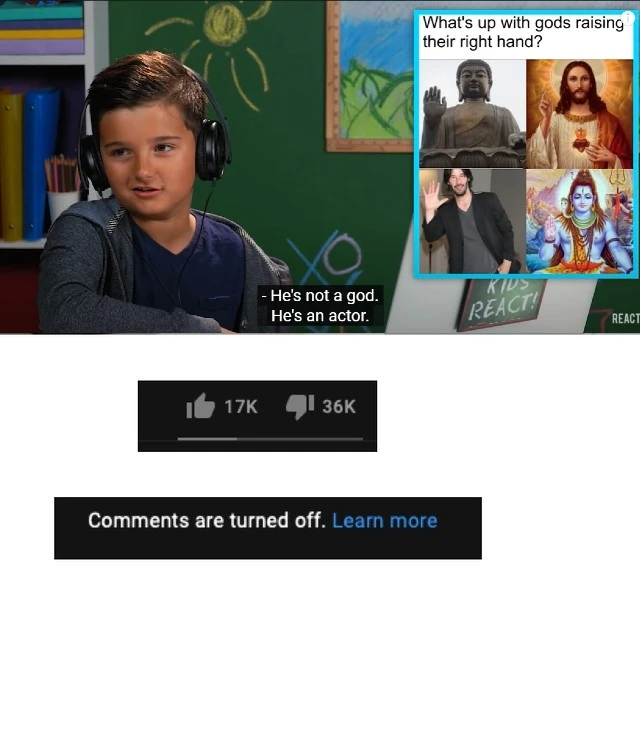 What's up with gods raising
their right hand?
- He's not a god.
He's an actor.
KIDS
REACT!
REACT
17K 36K
Comments are turned off. Learn more